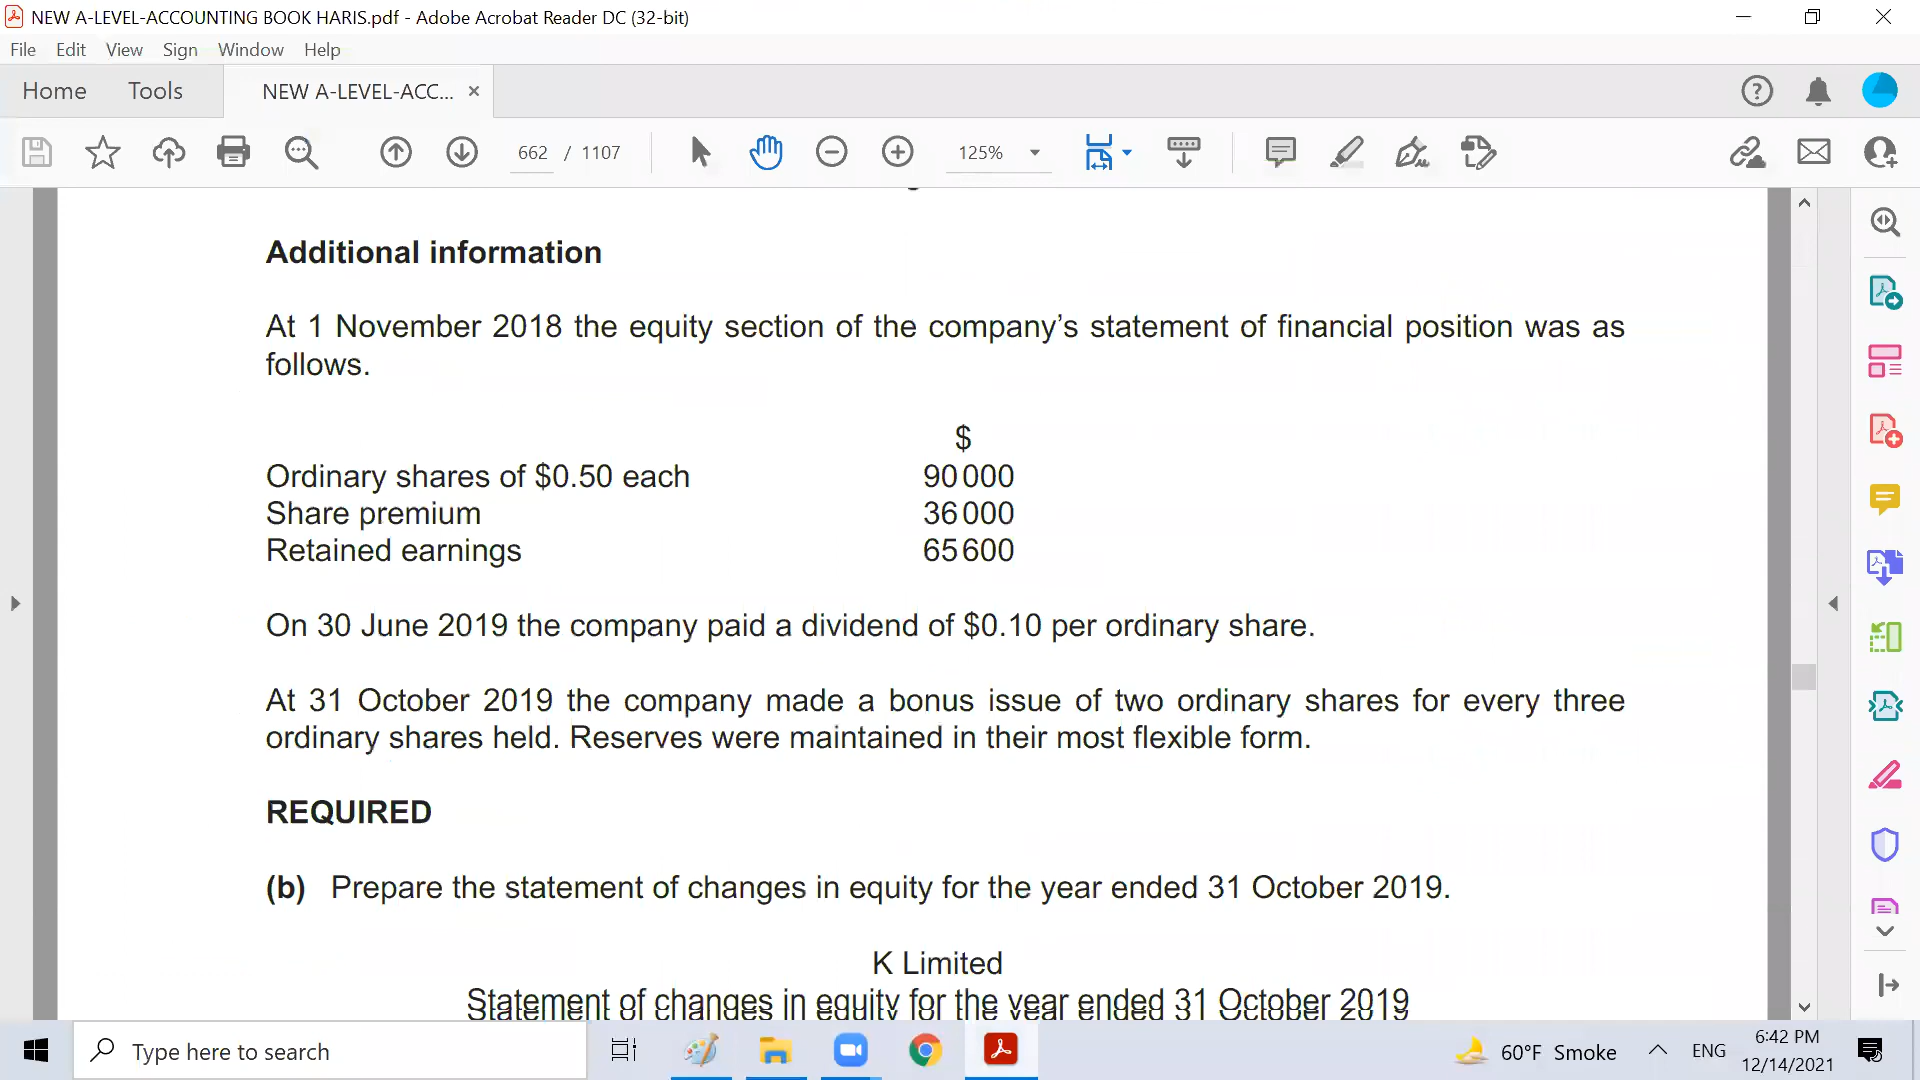 NEW A-LEVEL-ACCOUNTING BOOK HARIS.pdf - Adobe Acrobat Reader DC (32-bit)
File Edit View Sign Window Help
Home Tools NEW A-LEVEL-ACC... ×
662 / 1107 125%
Additional information
At 1 November 2018 the equity section of the company's statement of financial position was as
follows.
$
Ordinary shares of $0.50 each 90 000
Share premium 36 000
Retained earnings 65 600
On 30 June 2019 the company paid a dividend of $0.10 per ordinary share.
At 31 October 2019 the company made a bonus issue of two ordinary shares for every three
ordinary shares held. Reserves were maintained in their most flexible form.
REQUIRED
(b) Prepare the statement of changes in equity for the year ended 31 October 2019.
K Limited
Statement of changes in equity for the year ended 31 October 2019
Type here to search
60°F Smoke
ENG
6:42 PM
12/14/2021